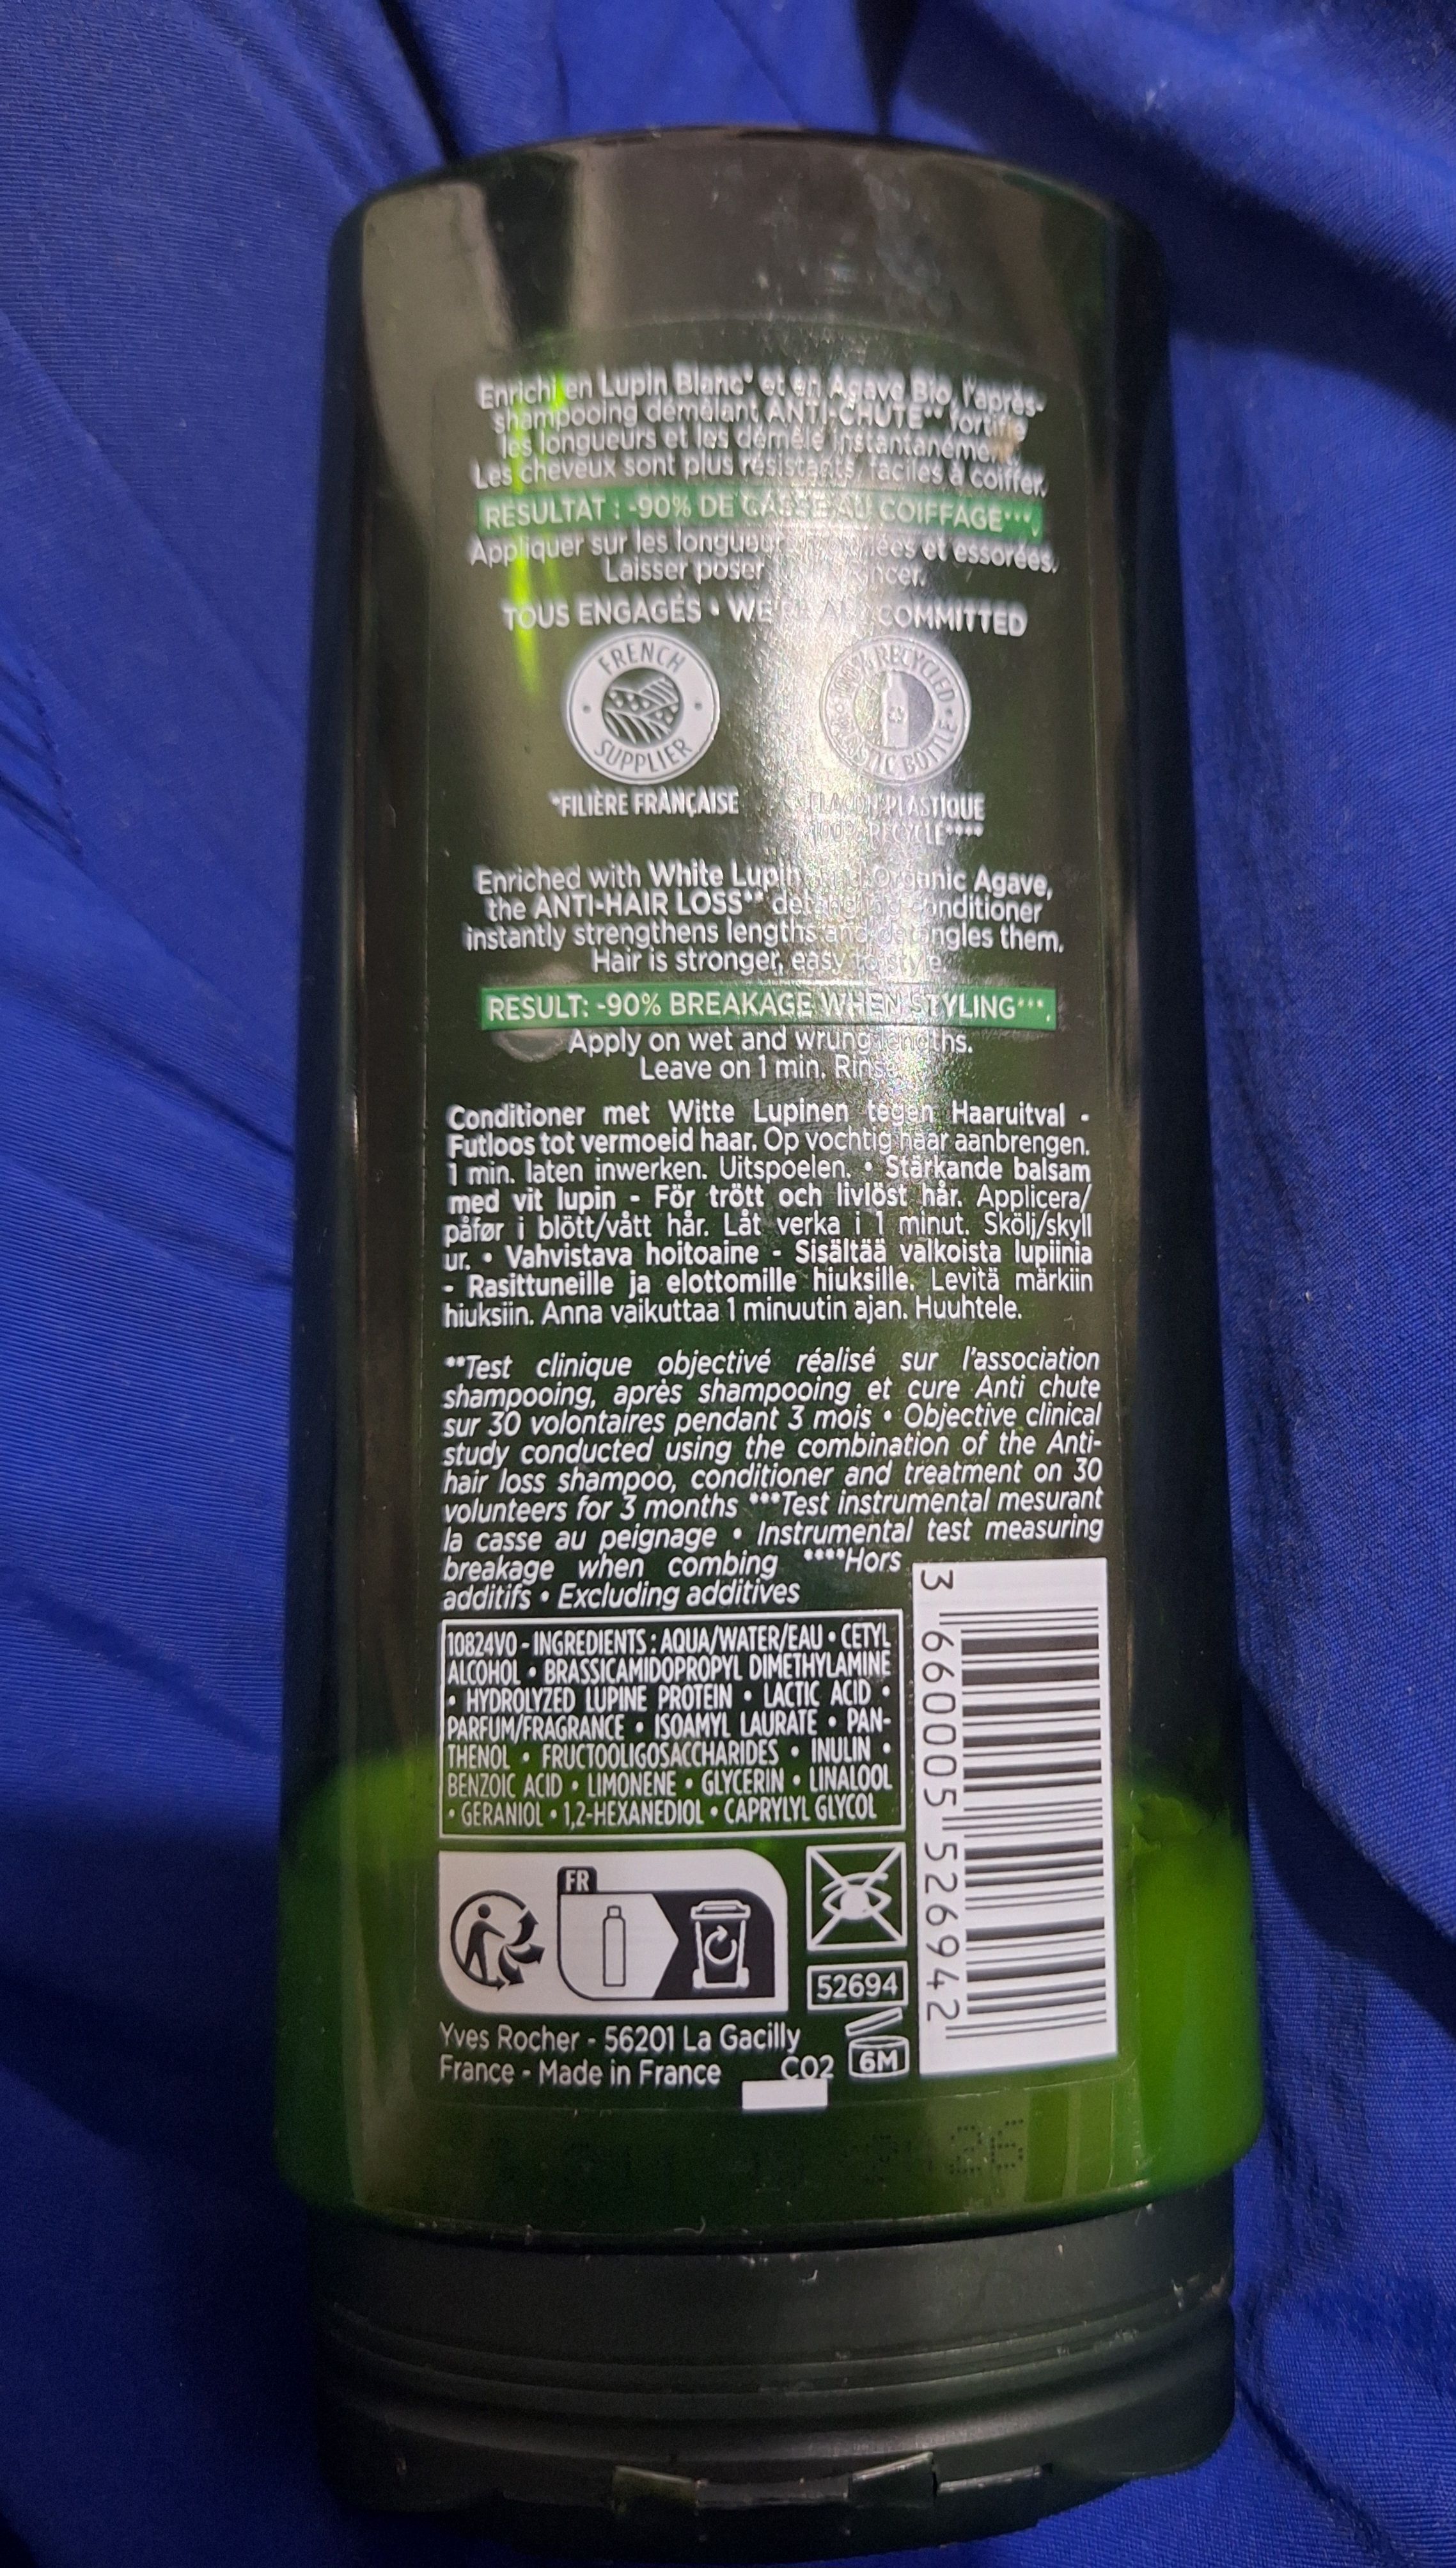 Enrichi en Lupin Blanc* et en Agave Bio, l'après-
shampooing démêlant ANTI-CHUTE** fortifie
les longueurs et les démêle instantanément.
Les cheveux sont plus résistants, faciles à coiffer.
RÉSULTAT : -90% DE CASSE AU COIFFAGE***.
Appliquer sur les longueurs et essorées.
Laisser poser
TOUS ENGAGÉS • WE'RE ALL COMMITTED
FRENCH SUPPLIER
100% RECYCLED PLASTIC BOTTLE
*FILIÈRE FRANÇAISE
FLACON PLASTIQUE
100% RECYCLÉ****
Enriched with White Lupin Organic Agave,
the ANTI-HAIR LOSS** detangling conditioner
instantly strengthens lengths and detangles them.
Hair is stronger, easy to style.
RESULT: -90% BREAKAGE WHEN STYLING***.
Apply on wet and wrung lengths.
Leave on 1 min. Rinse
Conditioner met Witte Lupinen tegen Haaruitval -
Futloos tot vermoeid haar. Op vochtig haar aanbrengen.
1 min. laten inwerken. Uitspoelen. • Stärkande balsam
med vit lupin - För trött och livlöst hår. Applicera/
påfør i blött/vått hår. Låt verka i 1 minut. Skölj/skyll
ur. • Vahvistava hoitoaine - Sisältää valkoista lupiinia
- Rasittuneille ja elottomille hiuksille. Levitä märkiin
hiuksiin. Anna vaikuttaa 1 minuutin ajan. Huuhtele.
**Test clinique objectivé réalisé sur l'association
shampooing, après shampooing et cure Anti chute
sur 30 volontaires pendant 3 mois • Objective clinical
study conducted using the combination of the Anti-
hair loss shampoo, conditioner and treatment on 30
volunteers for 3 months ***Test instrumental mesurant
la casse au peignage • Instrumental test measuring
breakage when combing ****Hors
additifs • Excluding additives
10824V0 - INGREDIENTS : AQUA/WATER/EAU • CETYL
ALCOHOL • BRASSICAMIDOPROPYL DIMETHYLAMINE
• HYDROLYZED LUPINE PROTEIN • LACTIC ACID •
PARFUM/FRAGRANCE • ISOAMYL LAURATE • PAN-
THENOL • FRUCTOOLIGOSACCHARIDES • INULIN •
BENZOIC ACID • LIMONENE • GLYCERIN • LINALOOL
• GERANIOL • 1,2-HEXANEDIOL • CAPRYLYL GLYCOL
3 660005 526942
FR
52694
6M
Yves Rocher - 56201 La Gacilly
France - Made in France C02